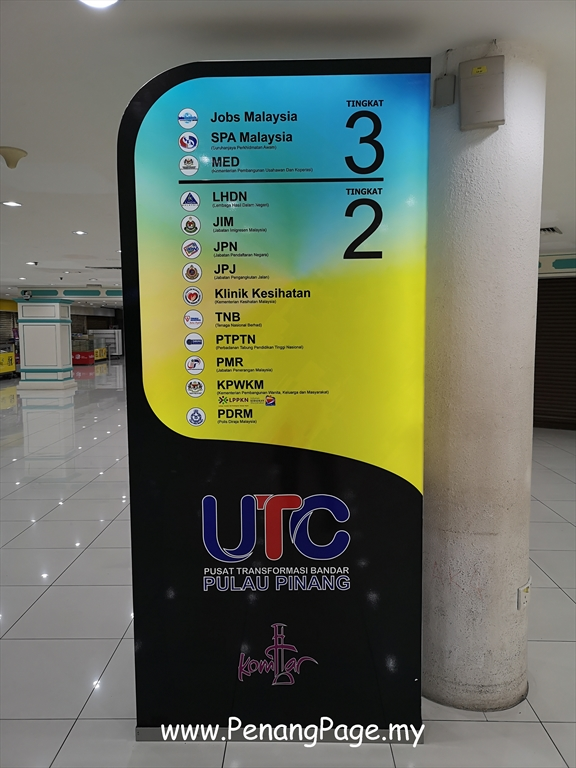 TINGKAT
3
Jobs Malaysia
SPA Malaysia
(Suruhanjaya Perkhidmatan Awam)
MED
(Kementerian Pembangunan Usahawan Dan Koperasi)
TINGKAT
2
LHDN
(Lembaga Hasil Dalam Negeri)
JIM
(Jabatan Imigresen Malaysia)
JPN
(Jabatan Pendaftaran Negara)
JPJ
(Jabatan Pengangkutan Jalan)
Klinik Kesihatan
(Kementerian Kesihatan Malaysia)
TNB
(Tenaga Nasional Berhad)
PTPTN
(Perbadanan Tabung Pendidikan Tinggi Nasional)
PMR
(Jabatan Penerangan Malaysia)
KPWKM
(Kementerian Pembangunan Wanita, Keluarga dan Masyarakat)
LPPKN
PDRM
(Polis Diraja Malaysia)
UTC
PUSAT TRANSFORMASI BANDAR
PULAU PINANG
komtar
www.PenangPage.my